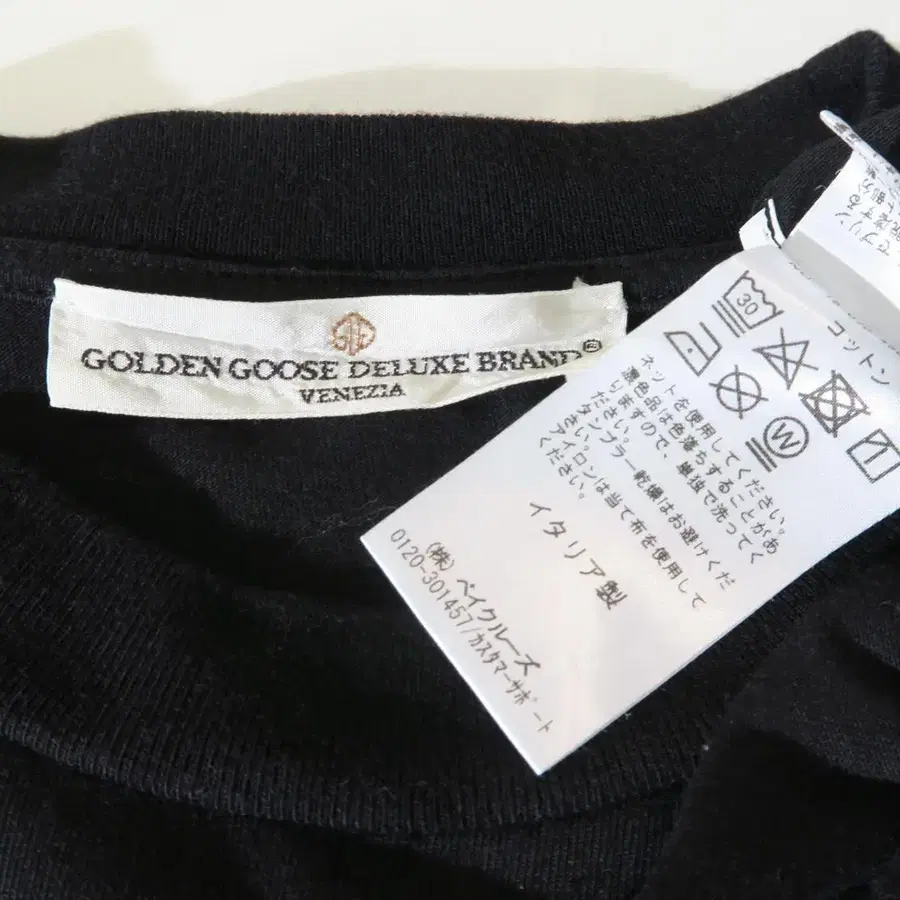 GOLDEN GOOSE DELUXE BRAND®
VENEZIA
コットン
30
W
ネットを使用してください。
濃色品は色落ちすることがあ
りますので、単独で洗ってく
ださい。タンブラー乾燥はお避けくだ
さい。
アイロンは当て布を使用して
ください。
イタリア製
(株) ベイクルーズ
0120-301457/カスタマーサポート